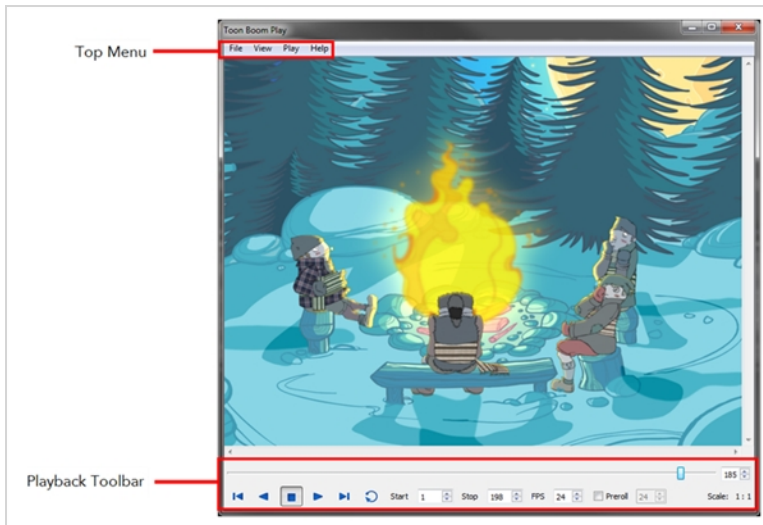 Toon Boom Play
Top Menu
File View Play Help
185
Playback Toolbar
Start 1 Stop 198 FPS 24 Preroll 24 Scale: 1 : 1